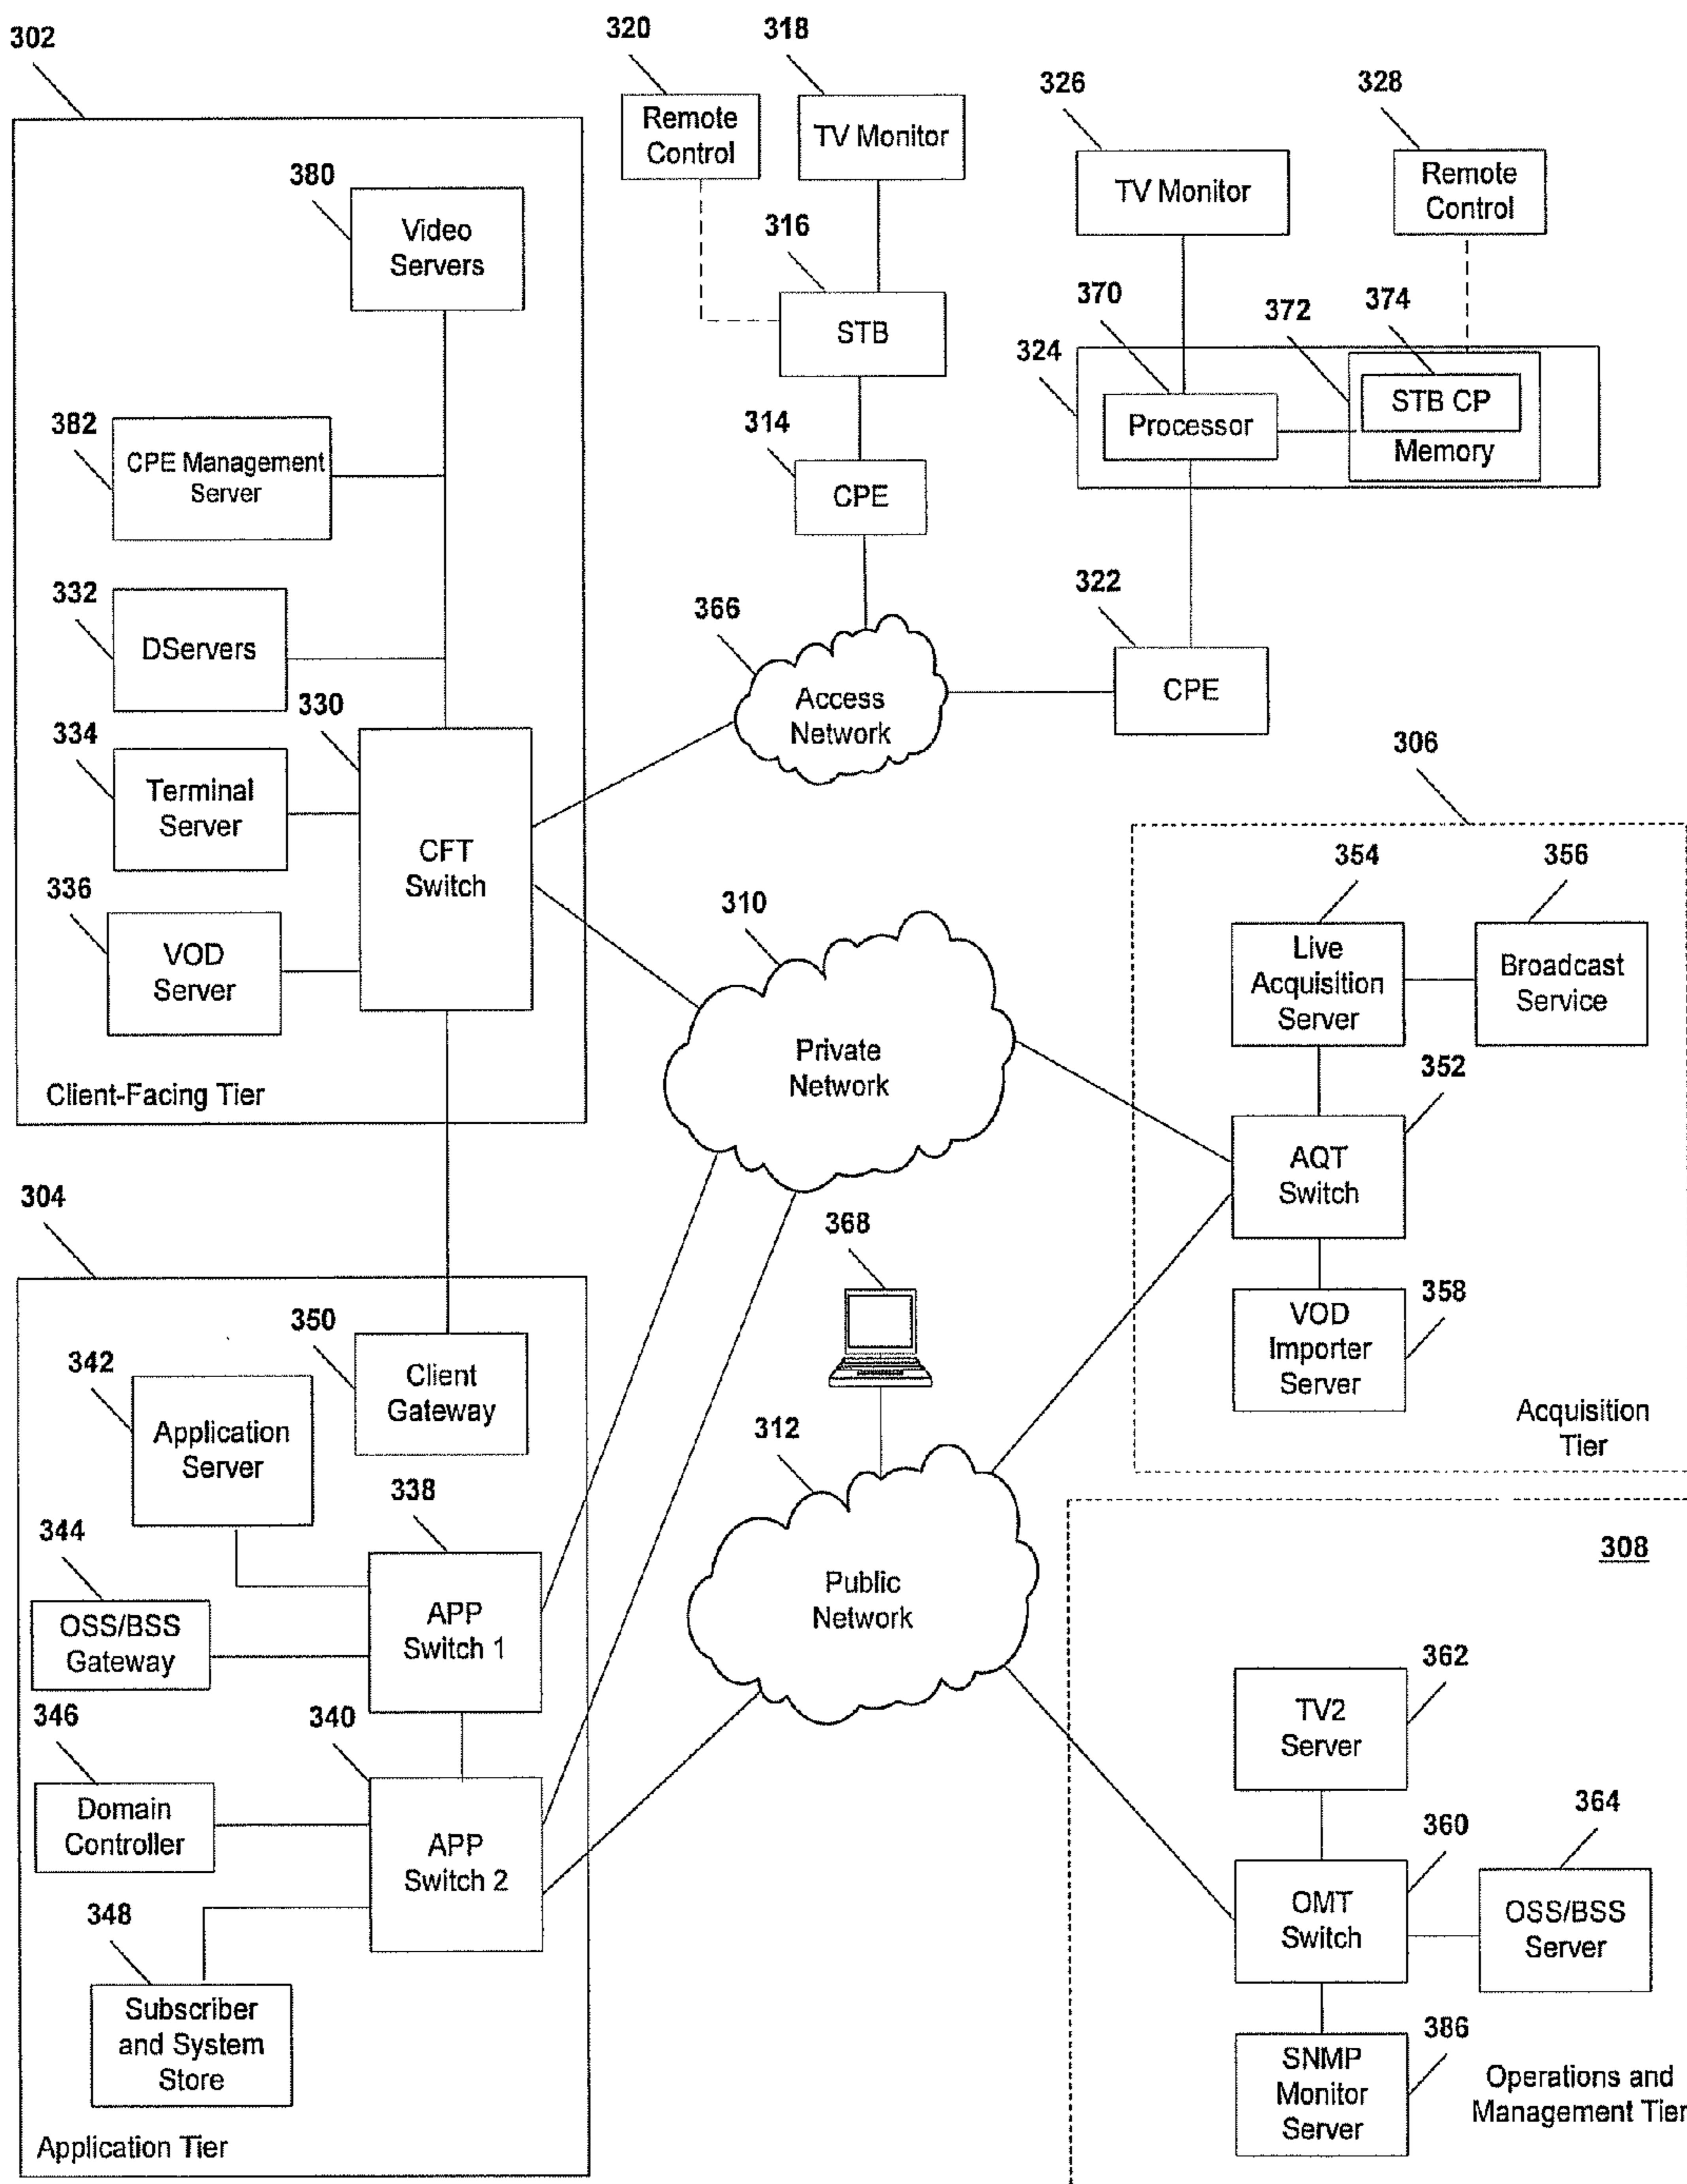 302
320
318
326
328
Remote
Control
TV Monitor
TV Monitor
Remote
Control
380
Video
Servers
316
STB
370
372
374
324
Processor
STB CP
Memory
382
CPE Management
Server
314
CPE
332
DServers
366
Access
Network
322
CPE
330
334
Terminal
Server
CFT
Switch
336
VOD
Server
Client-Facing Tier
310
Private
Network
306
354
356
Live
Acquisition
Server
Broadcast
Service
352
AQT
Switch
358
VOD
Importer
Server
Acquisition
Tier
304
350
Client
Gateway
342
Application
Server
368
312
Public
Network
338
344
OSS/BSS
Gateway
APP
Switch 1
346
340
Domain
Controller
APP
Switch 2
348
Subscriber
and System
Store
Application Tier
308
362
TV2
Server
360
364
OMT
Switch
OSS/BSS
Server
386
SNMP
Monitor
Server
Operations and
Management Tier